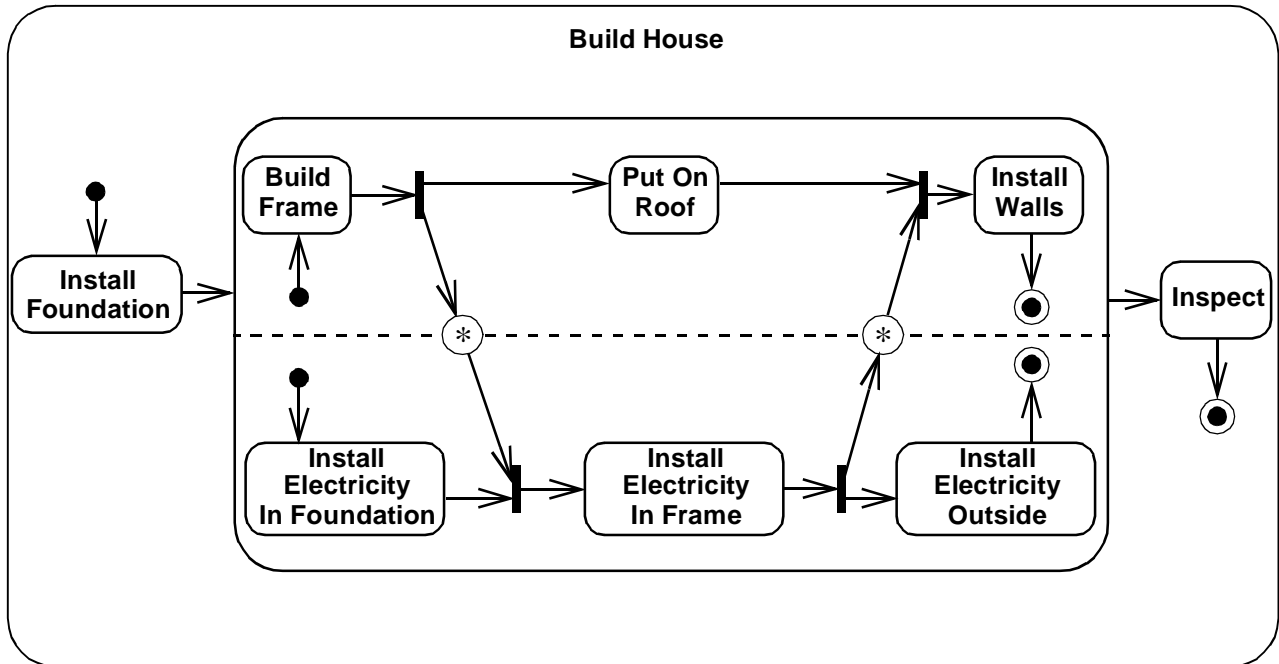 Build House
Build
Frame
Put On
Roof
Install
Walls
Install
Foundation
Inspect
*
*
Install
Electricity
In Foundation
Install
Electricity
In Frame
Install
Electricity
Outside